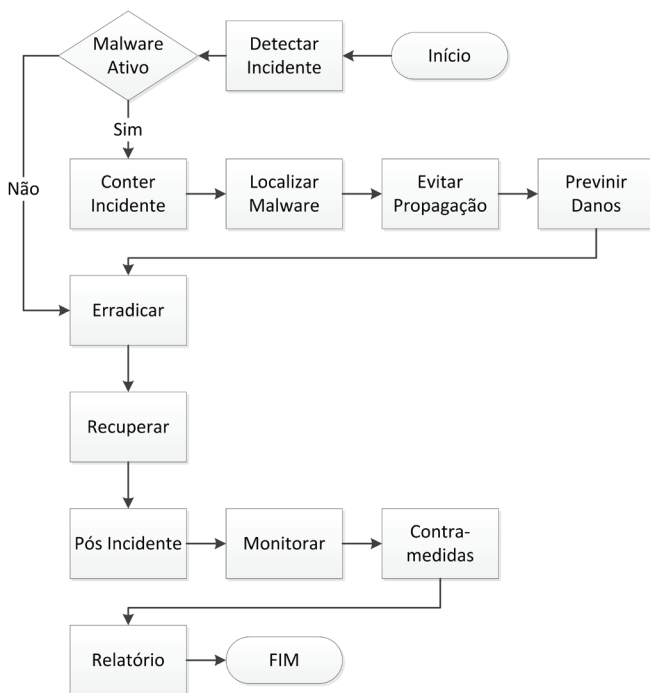 Início
Detectar
Incidente
Malware
Ativo
Sim
Não
Conter
Incidente
Localizar
Malware
Evitar
Propagação
Previnir
Danos
Erradicar
Recuperar
Pós Incidente
Monitorar
Contra-
medidas
Relatório
FIM